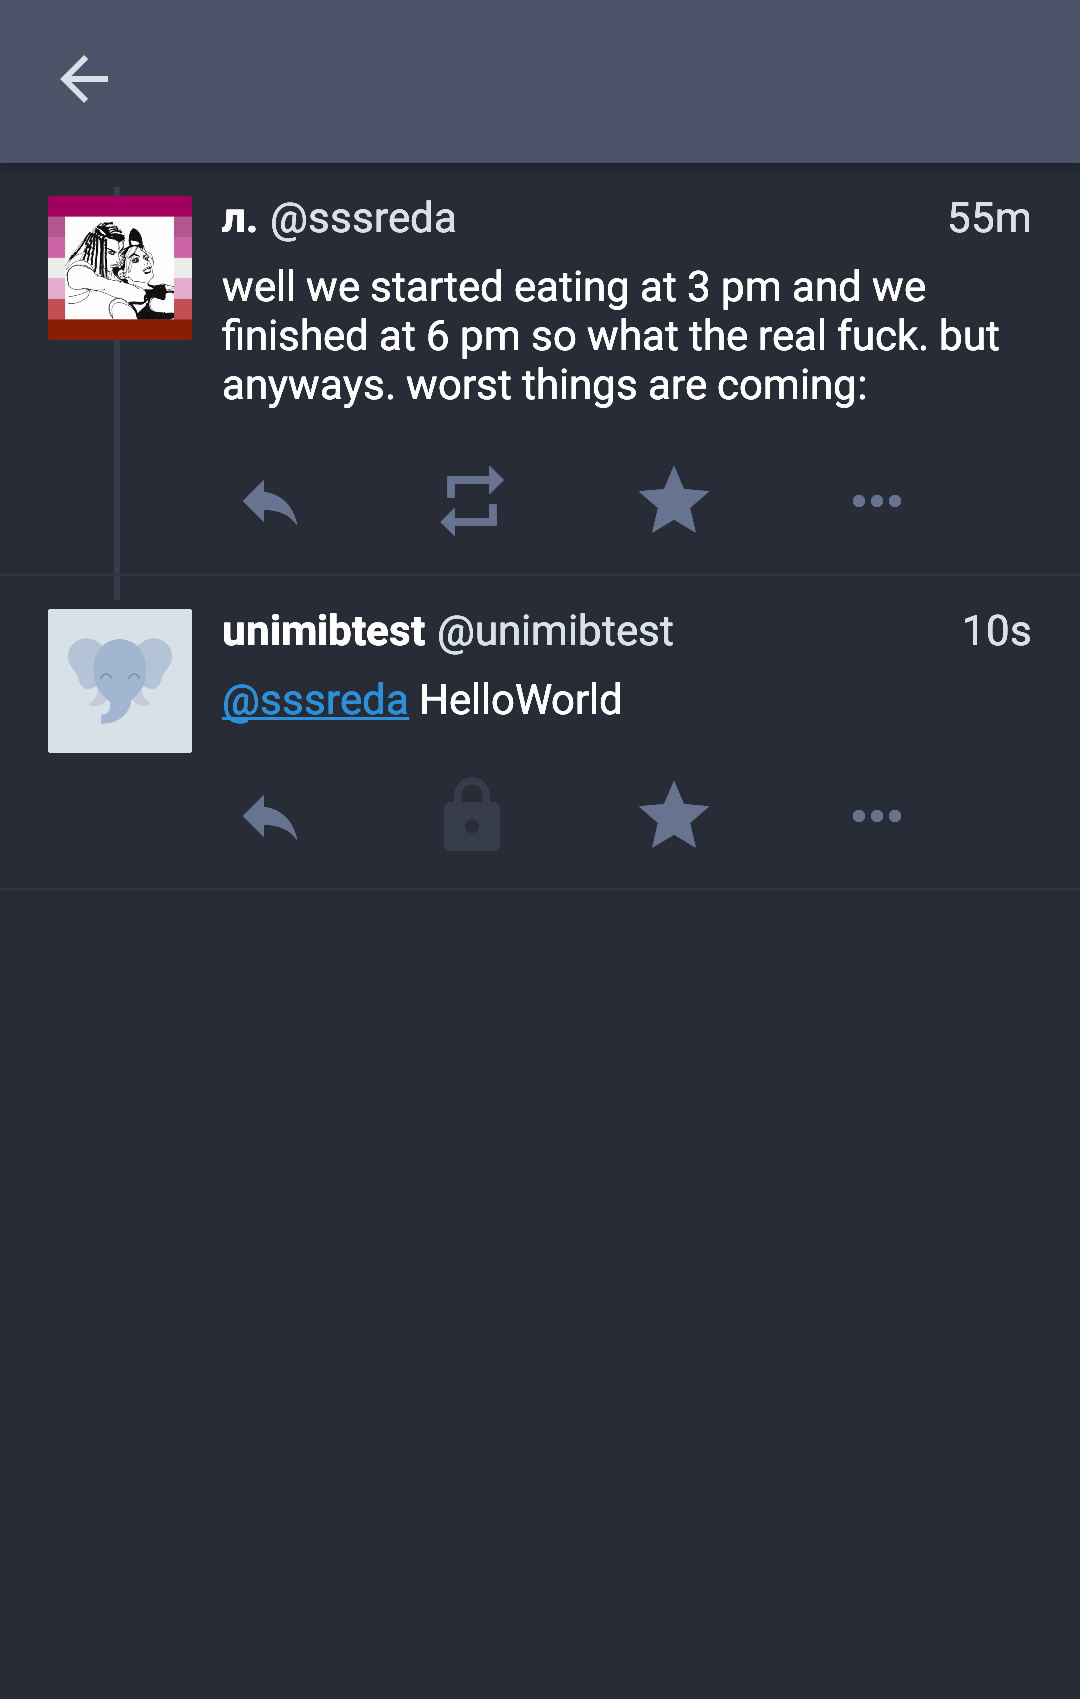 л. @sssreda 55m
well we started eating at 3 pm and we
finished at 6 pm so what the real fuck. but
anyways. worst things are coming:
unimibtest @unimibtest 10s
@sssreda HelloWorld